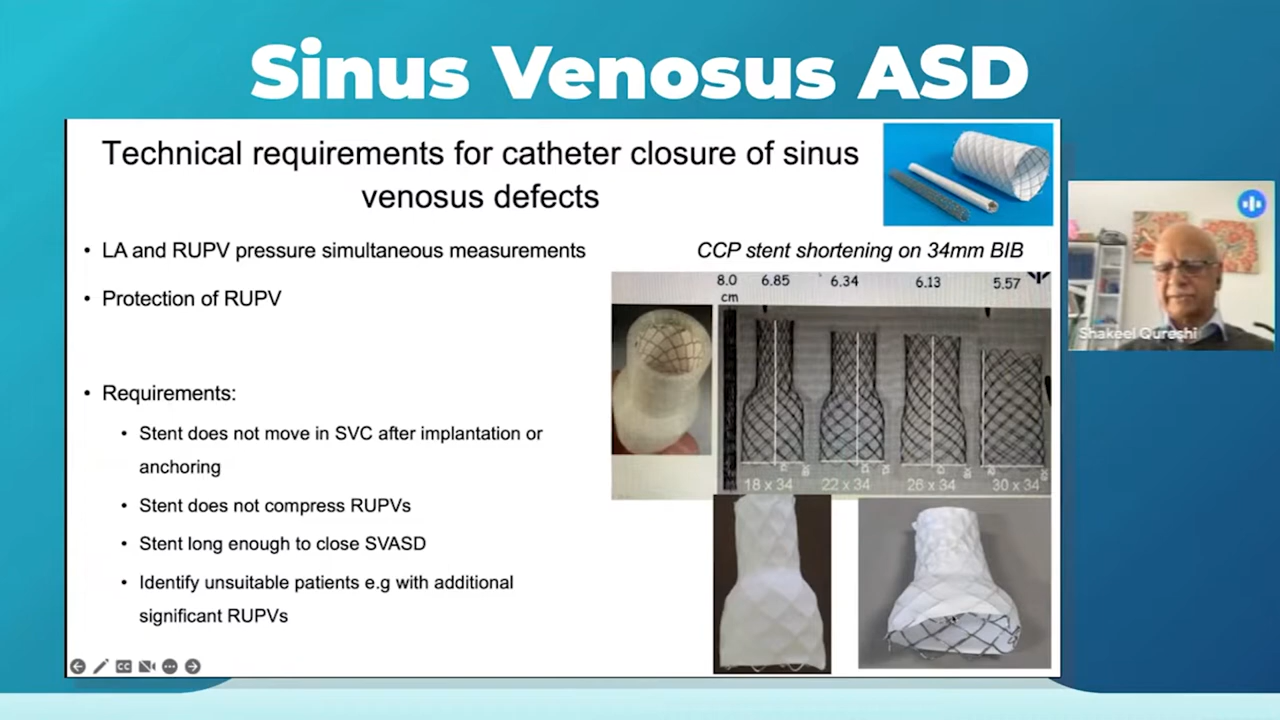 Sinus Venosus ASD
Technical requirements for catheter closure of sinus
venosus defects
• LA and RUPV pressure simultaneous measurements
• Protection of RUPV
• Requirements:
• Stent does not move in SVC after implantation or
anchoring
• Stent does not compress RUPVs
• Stent long enough to close SVASD
• Identify unsuitable patients e.g with additional
significant RUPVs
CCP stent shortening on 34mm BIB
8.0 6.85 6.34 6.13 5.57
cm
18 x 34 22 x 34 26 x 34 30 x 34
CC
Shakeel Qureshi